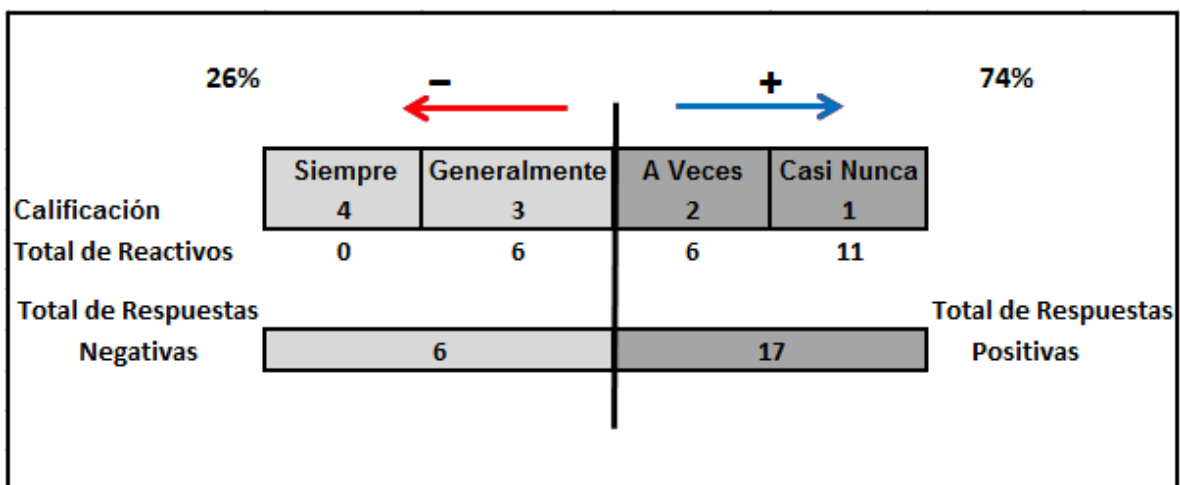 26% − + 74%
Siempre Generalmente A Veces Casi Nunca
Calificación 4 3 2 1
Total de Reactivos 0 6 6 11
Total de Respuestas Negativas 6 17 Total de Respuestas Positivas